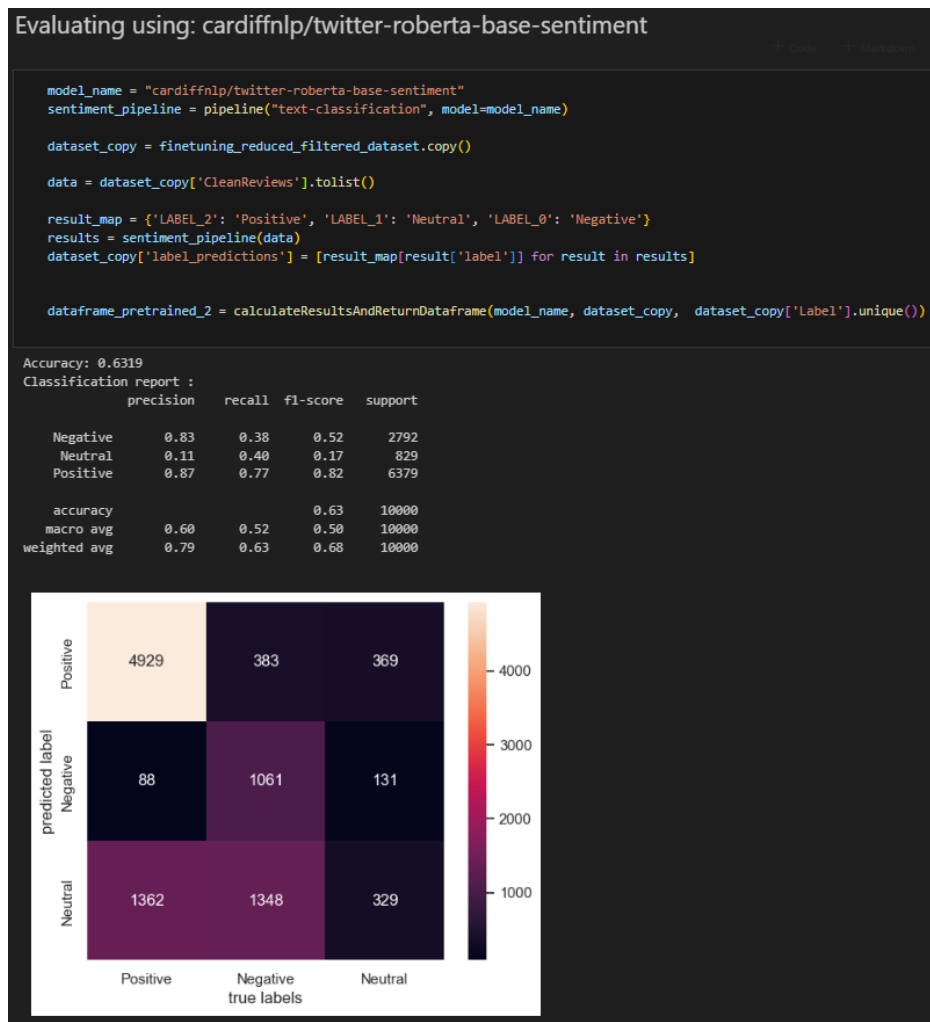 Evaluating using: cardiffnlp/twitter-roberta-base-sentiment
+ Code + Markdown
model_name = "cardiffnlp/twitter-roberta-base-sentiment"
sentiment_pipeline = pipeline("text-classification", model=model_name)
dataset_copy = finetuning_reduced_filtered_dataset.copy()
data = dataset_copy['CleanReviews'].tolist()
result_map = {'LABEL_2': 'Positive', 'LABEL_1': 'Neutral', 'LABEL_0': 'Negative'}
results = sentiment_pipeline(data)
dataset_copy['label_predictions'] = [result_map[result['label']] for result in results]
dataframe_pretrained_2 = calculateResultsAndReturnDataframe(model_name, dataset_copy, dataset_copy['Label'].unique())
Accuracy: 0.6319
Classification report :
precision recall f1-score support
Negative 0.83 0.38 0.52 2792
Neutral 0.11 0.40 0.17 829
Positive 0.87 0.77 0.82 6379
accuracy 0.63 10000
macro avg 0.60 0.52 0.50 10000
weighted avg 0.79 0.63 0.68 10000
predicted label
Positive 4929 383 369
Negative 88 1061 131
Neutral 1362 1348 329
Positive Negative Neutral
true labels
4000
3000
2000
1000